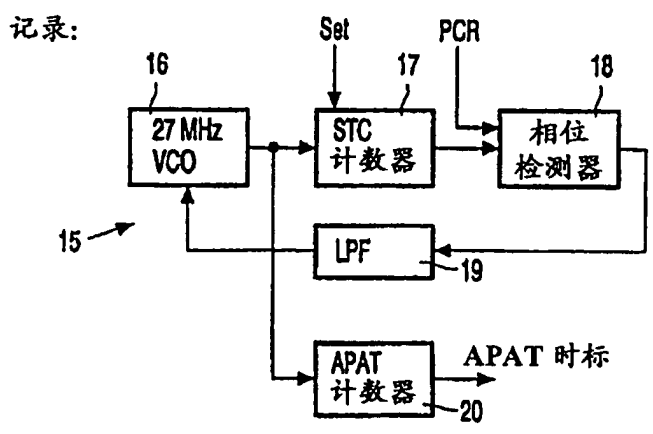 记录:
Set
PCR
16
17
18
27 MHz
VCO
STC
计数器
相位
检测器
15
LPF
19
APAT
计数器
APAT 时标
20